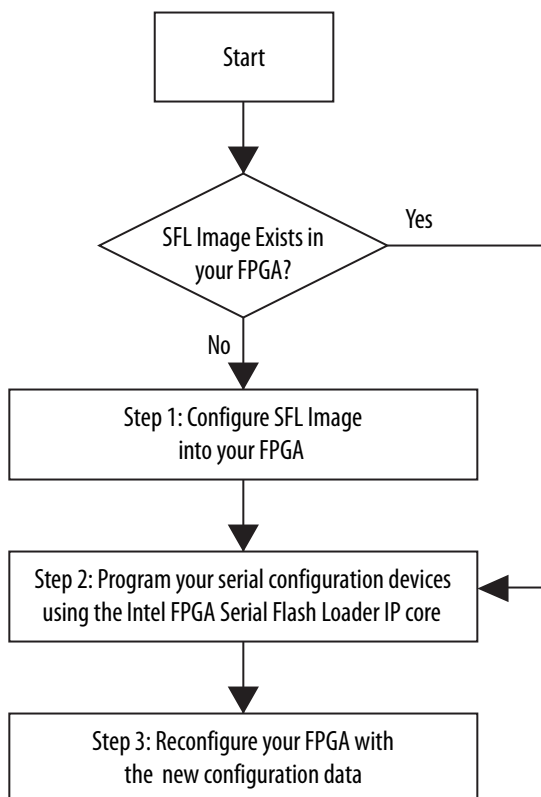 Start
SFL Image Exists in
your FPGA?
Yes
No
Step 1: Configure SFL Image
into your FPGA
Step 2: Program your serial configuration devices
using the Intel FPGA Serial Flash Loader IP core
Step 3: Reconfigure your FPGA with
the new configuration data